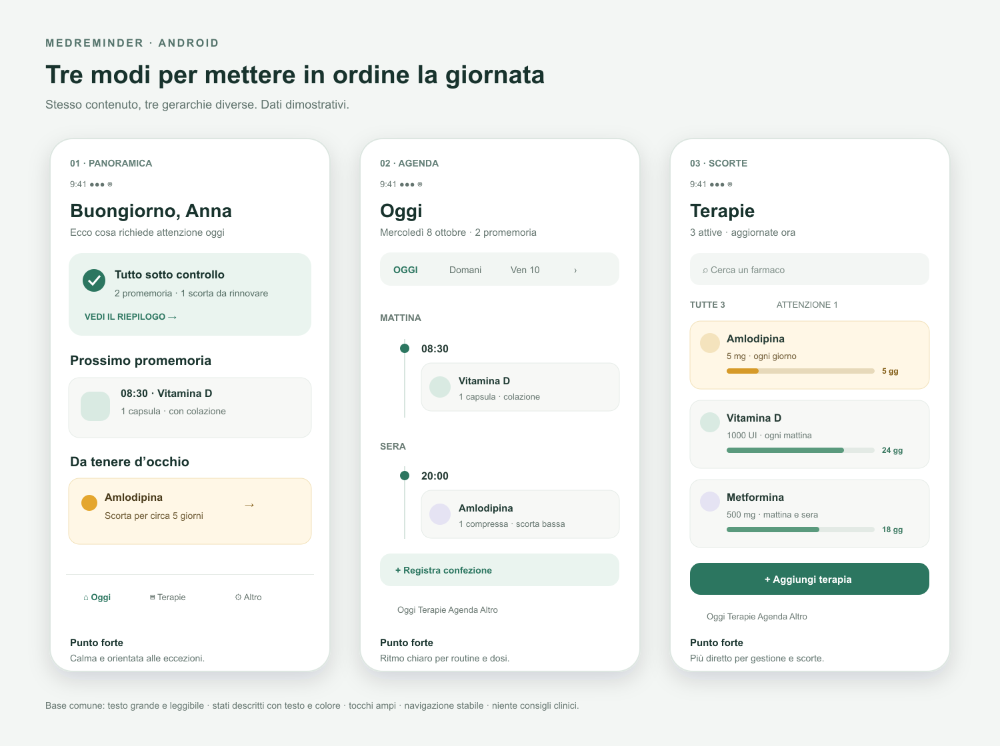 MEDREMINDER · ANDROID
Tre modi per mettere in ordine la giornata
Stesso contenuto, tre gerarchie diverse. Dati dimostrativi.
01 · PANORAMICA
9:41 ●●● ⊙
Buongiorno, Anna
Ecco cosa richiede attenzione oggi
Tutto sotto controllo
2 promemoria · 1 scorta da rinnovare
VEDI IL RIEPILOGO →
Prossimo promemoria
08:30 · Vitamina D
1 capsula · con colazione
Da tenere d’occhio
Amlodipina
Scorta per circa 5 giorni
→
⌂ Oggi
⊟ Terapie
⚙ Altro
Punto forte
Calma e orientata alle eccezioni.
02 · AGENDA
9:41 ●●● ⊙
Oggi
Mercoledì 8 ottobre · 2 promemoria
OGGI Domani Ven 10 ›
MATTINA
08:30
Vitamina D
1 capsula · colazione
SERA
20:00
Amlodipina
1 compressa · scorta bassa
+ Registra confezione
Oggi Terapie Agenda Altro
Punto forte
Ritmo chiaro per routine e dosi.
03 · SCORTE
9:41 ●●● ⊙
Terapie
3 attive · aggiornate ora
⌕ Cerca un farmaco
TUTTE 3 ATTENZIONE 1
Amlodipina
5 mg · ogni giorno
5 gg
Vitamina D
1000 UI · ogni mattina
24 gg
Metformina
500 mg · mattina e sera
18 gg
+ Aggiungi terapia
Oggi Terapie Agenda Altro
Punto forte
Più diretto per gestione e scorte.
Base comune: testo grande e leggibile · stati descritti con testo e colore · tocchi ampi · navigazione stabile · niente consigli clinici.